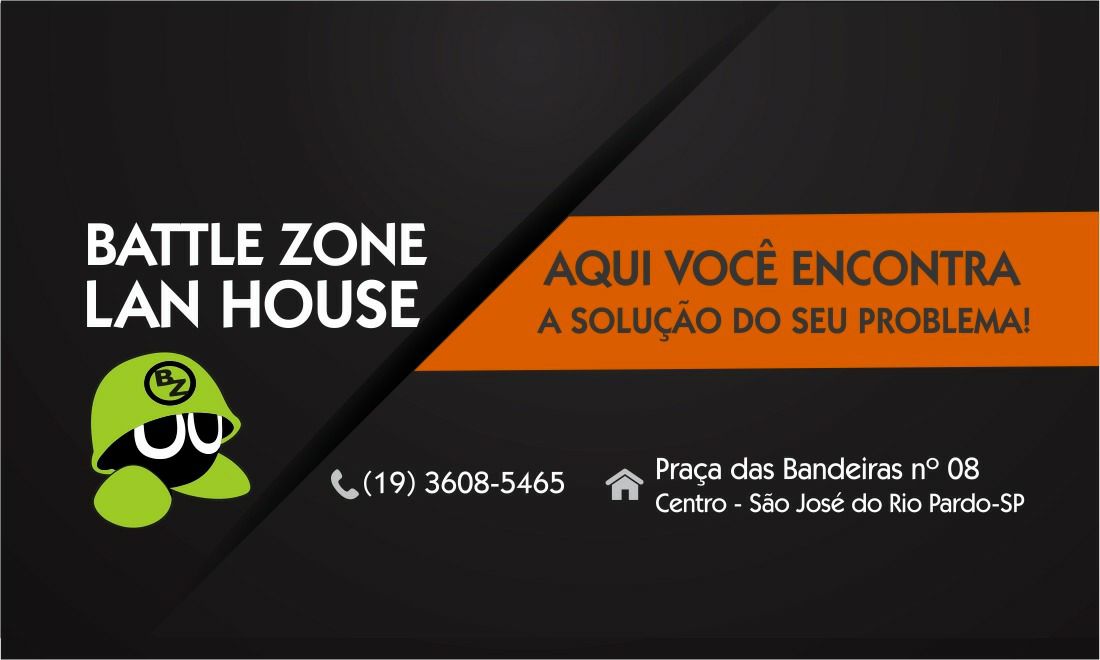 BATTLE ZONE
LAN HOUSE
BZ
AQUI VOCÊ ENCONTRA
A SOLUÇÃO DO SEU PROBLEMA!
(19) 3608-5465
Praça das Bandeiras nº 08
Centro - São José do Rio Pardo-SP